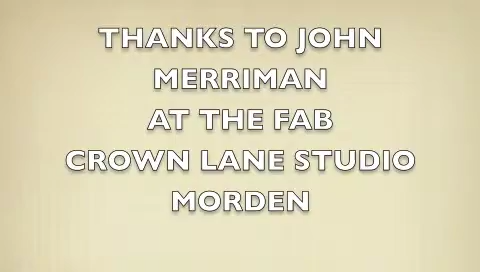 THANKS TO JOHN
MERRIMAN
AT THE FAB
CROWN LANE STUDIO
MORDEN